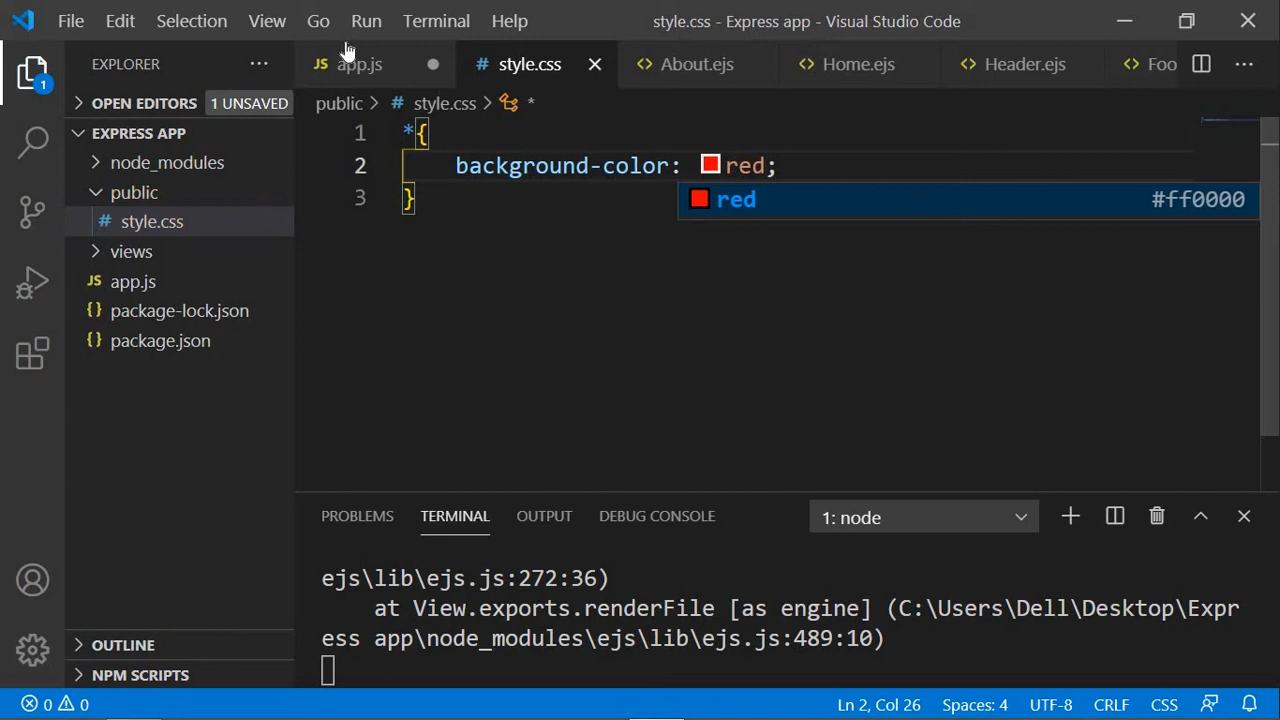 File Edit Selection View Go Run Terminal Help style.css - Express app - Visual Studio Code
EXPLORER
JS app.js # style.css <> About.ejs <> Home.ejs <> Header.ejs <> Foo
1
OPEN EDITORS 1 UNSAVED
public > # style.css > *
EXPRESS APP
1 *{
node_modules
2 background-color: red;
public
3 }
red #ff0000
# style.css
views
JS app.js
{} package-lock.json
{} package.json
PROBLEMS TERMINAL OUTPUT DEBUG CONSOLE 1: node
ejs\lib\ejs.js:272:36)
at View.exports.renderFile [as engine] (C:\Users\Dell\Desktop\Expr
ess app\node_modules\ejs\lib\ejs.js:489:10)
OUTLINE
NPM SCRIPTS
0 0 Ln 2, Col 26 Spaces: 4 UTF-8 CRLF CSS